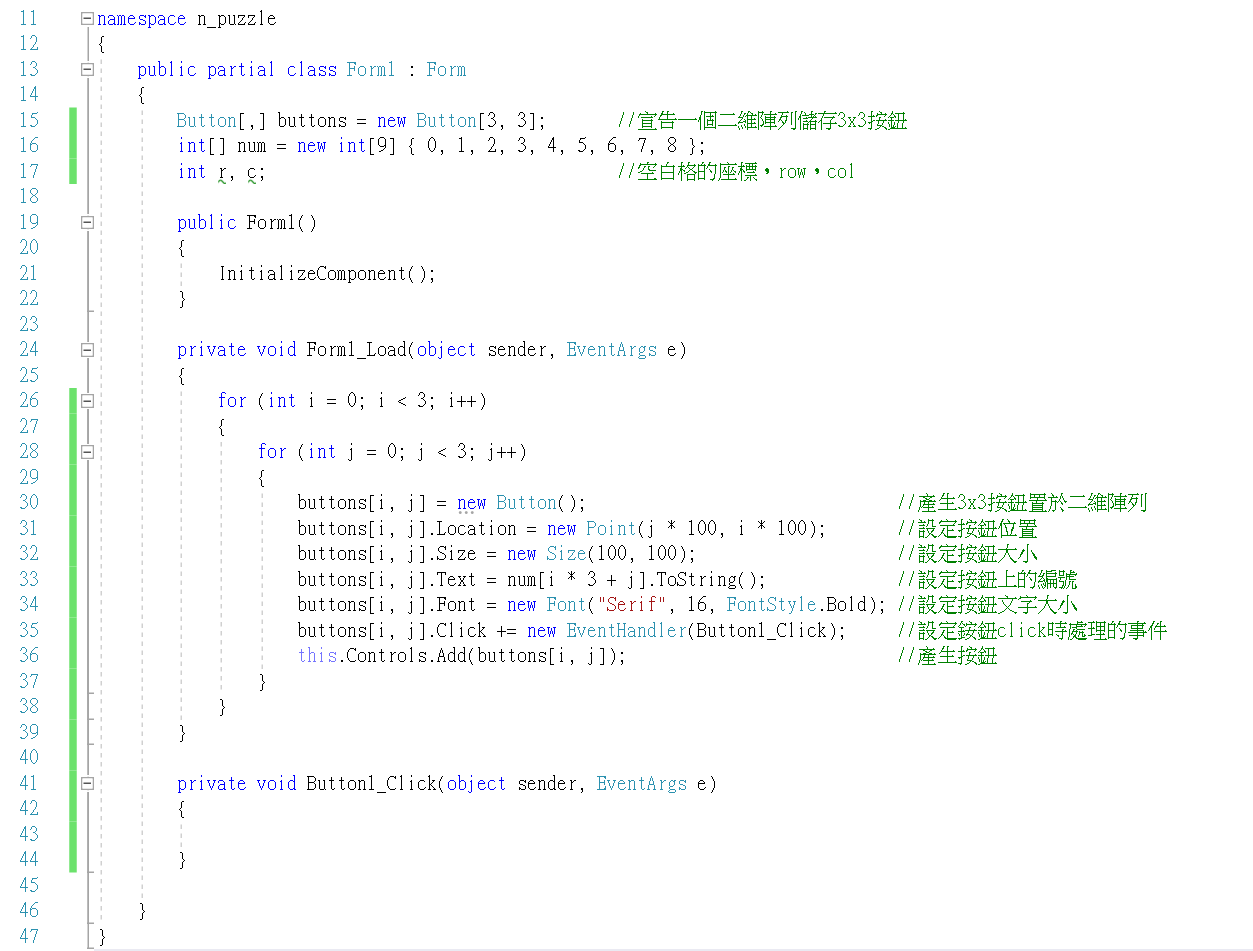 11 namespace n_puzzle
12 {
13 public partial class Form1 : Form
14 {
15 Button[,] buttons = new Button[3, 3]; //宣告一個二維陣列儲存3x3按鈕
16 int[] num = new int[9] { 0, 1, 2, 3, 4, 5, 6, 7, 8 };
17 int r, c; //空白格的座標，row，col
18
19 public Form1()
20 {
21 InitializeComponent();
22 }
23
24 private void Form1_Load(object sender, EventArgs e)
25 {
26 for (int i = 0; i < 3; i++)
27 {
28 for (int j = 0; j < 3; j++)
29 {
30 buttons[i, j] = new Button(); //產生3x3按鈕置於二維陣列
31 buttons[i, j].Location = new Point(j * 100, i * 100); //設定按鈕位置
32 buttons[i, j].Size = new Size(100, 100); //設定按鈕大小
33 buttons[i, j].Text = num[i * 3 + j].ToString(); //設定按鈕上的編號
34 buttons[i, j].Font = new Font("Serif", 16, FontStyle.Bold); //設定按鈕文字大小
35 buttons[i, j].Click += new EventHandler(Button1_Click); //設定銨鈕click時處理的事件
36 this.Controls.Add(buttons[i, j]); //產生按鈕
37 }
38 }
39 }
40
41 private void Button1_Click(object sender, EventArgs e)
42 {
43
44 }
45
46 }
47 }